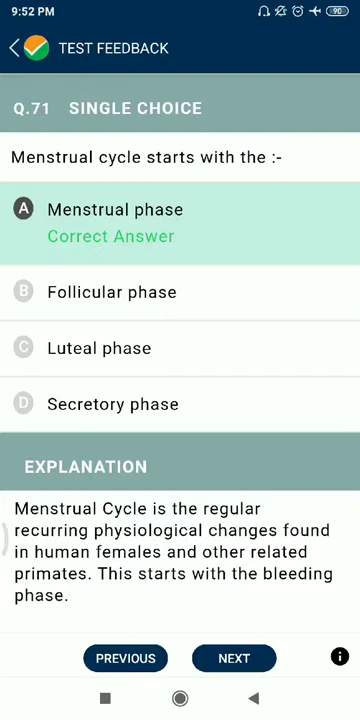 9:52 PM
90
TEST FEEDBACK
Q.71 SINGLE CHOICE
Menstrual cycle starts with the :-
A Menstrual phase
Correct Answer
B Follicular phase
C Luteal phase
D Secretory phase
EXPLANATION
Menstrual Cycle is the regular
recurring physiological changes found
in human females and other related
primates. This starts with the bleeding
phase.
PREVIOUS NEXT